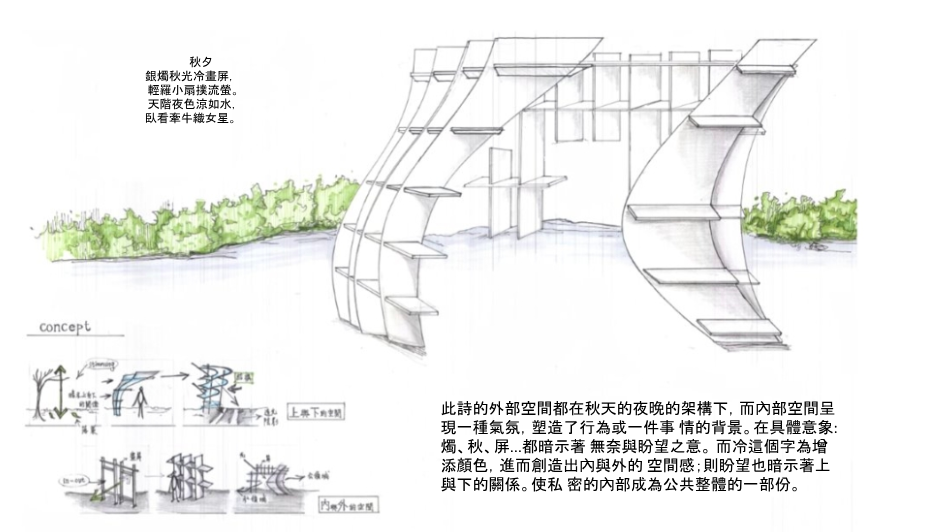 秋夕
銀燭秋光冷畫屏,
輕羅小扇撲流螢。
天階夜色涼如水,
臥看牽牛織女星。
concept
上與下的空間
內與外的空間
此詩的外部空間都在秋天的夜晚的架構下, 而內部空間呈
現一種氣氛, 塑造了行為或一件事 情的背景。在具體意象:
燭、秋、屏...都暗示著 無奈與盼望之意。而冷這個字為增
添顏色, 進而創造出內與外的 空間感;則盼望也暗示著上
與下的關係。使私 密的內部成為公共整體的一部份。